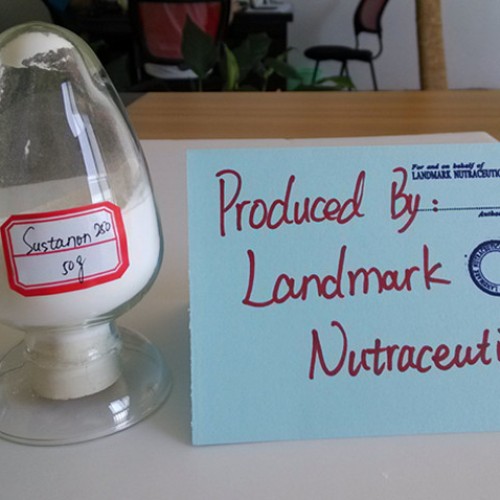 Sustanon 250
50g
For and on behalf of
LANDMARK NUTRACEUTIC
Produced By:
Landmark
Nutraceuti